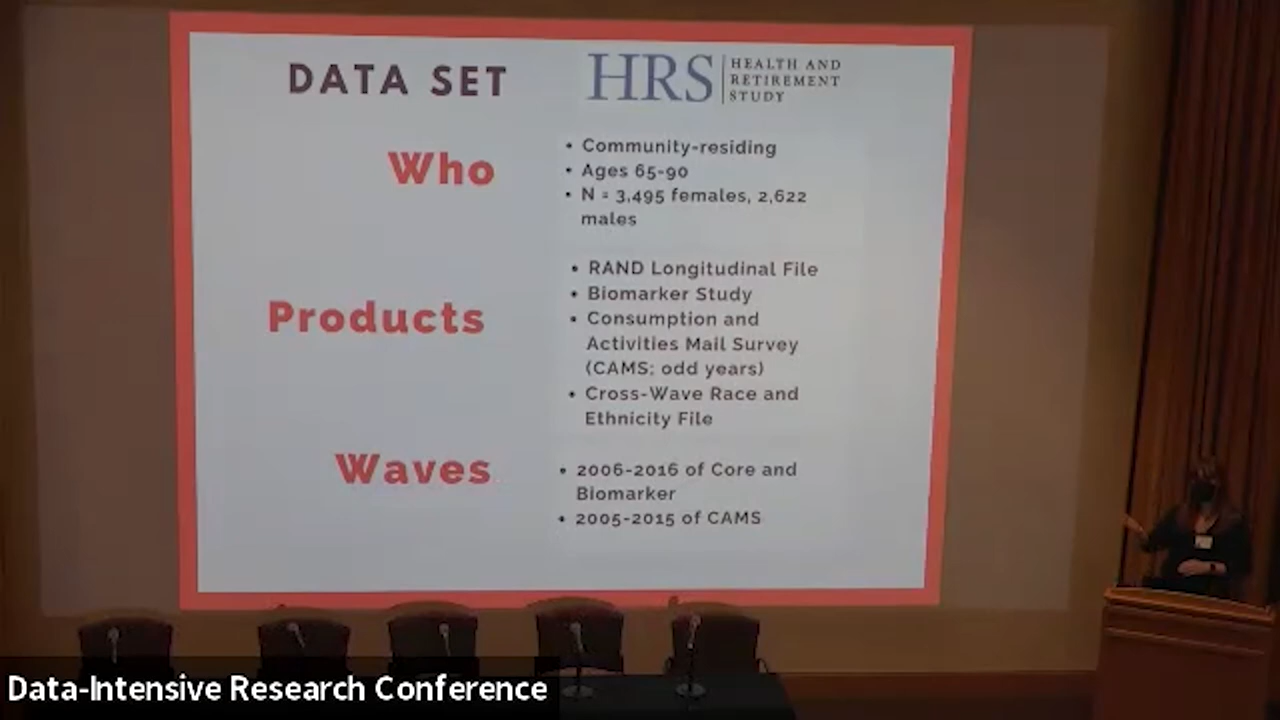 DATA SET
HRS
HEALTH AND
RETIREMENT
STUDY
Who
• Community-residing
• Ages 65-90
• N = 3,495 females, 2,622
males
Products
• RAND Longitudinal File
• Biomarker Study
• Consumption and
Activities Mail Survey
(CAMS; odd years)
• Cross-Wave Race and
Ethnicity File
Waves
• 2006-2016 of Core and
Biomarker
• 2005-2015 of CAMS
Data-Intensive Research Conference